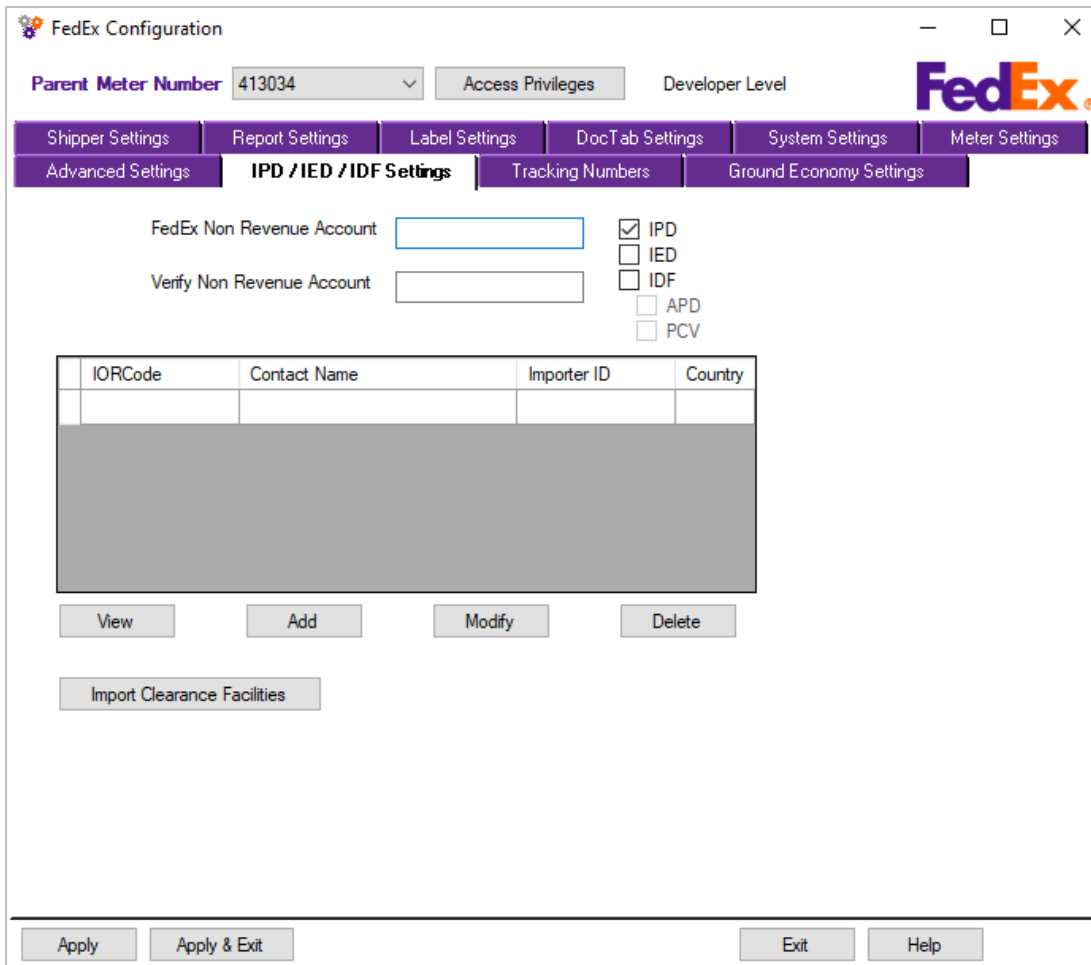 FedEx Configuration
Parent Meter Number 413034 Access Privileges Developer Level FedEx ®
Shipper Settings Report Settings Label Settings DocTab Settings System Settings Meter Settings
Advanced Settings IPD / IED / IDF Settings Tracking Numbers Ground Economy Settings
FedEx Non Revenue Account IPD
IED
Verify Non Revenue Account IDF
APD
PCV
IORCode Contact Name Importer ID Country
View Add Modify Delete
Import Clearance Facilities
Apply Apply & Exit Exit Help